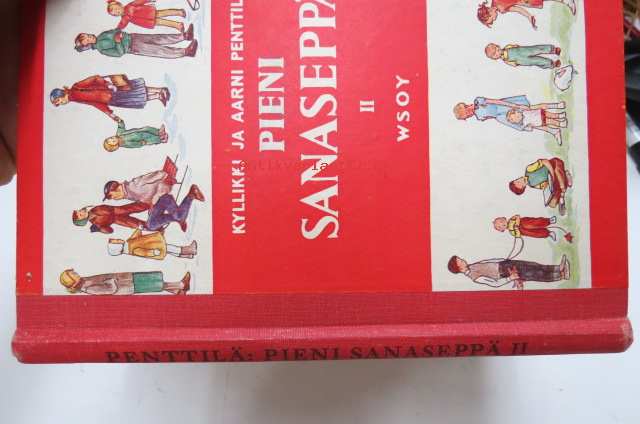 KYLLIKKI JA AARNI PENTTILÄ
PIENI
SANASEPPÄ
II
WSOY
PENTTILÄ: PIENI SANASEPPÄ II